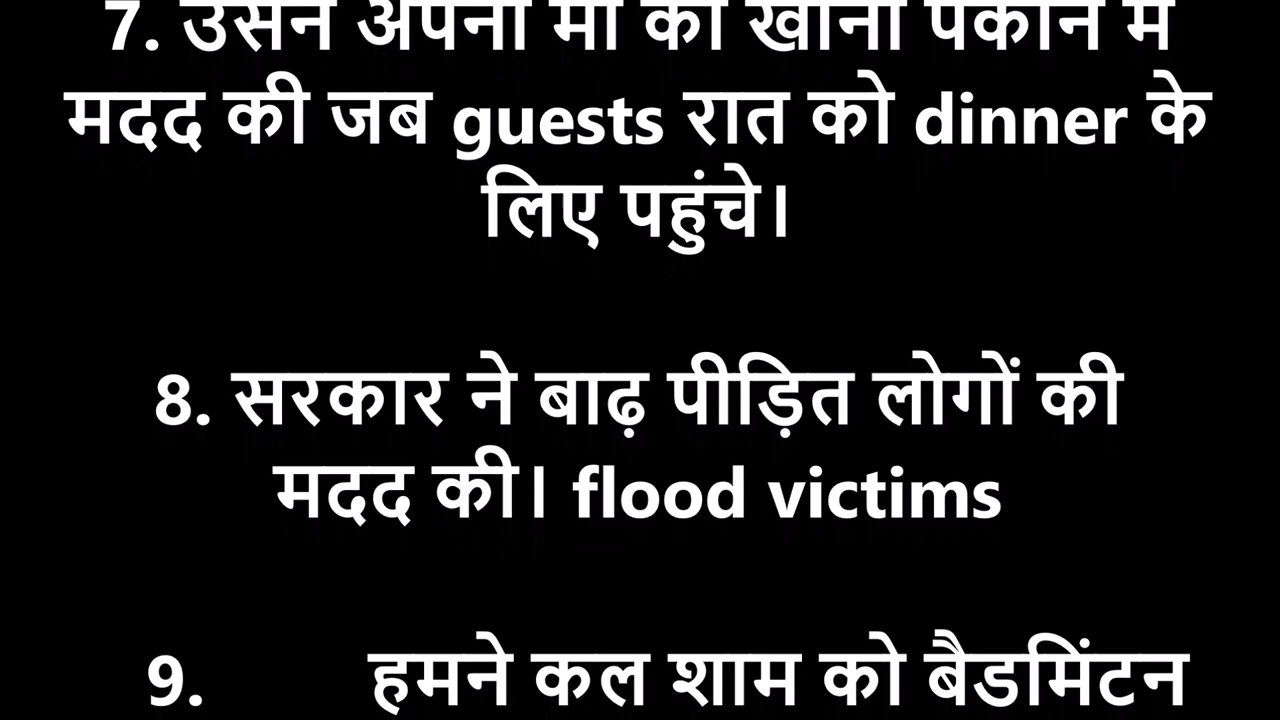 7. उसने अपनी माँ की खाना पकाने में
मदद की जब guests रात को dinner के
लिए पहुंचे।
8. सरकार ने बाढ़ पीड़ित लोगों की
मदद की। flood victims
9. हमने कल शाम को बैडमिंटन